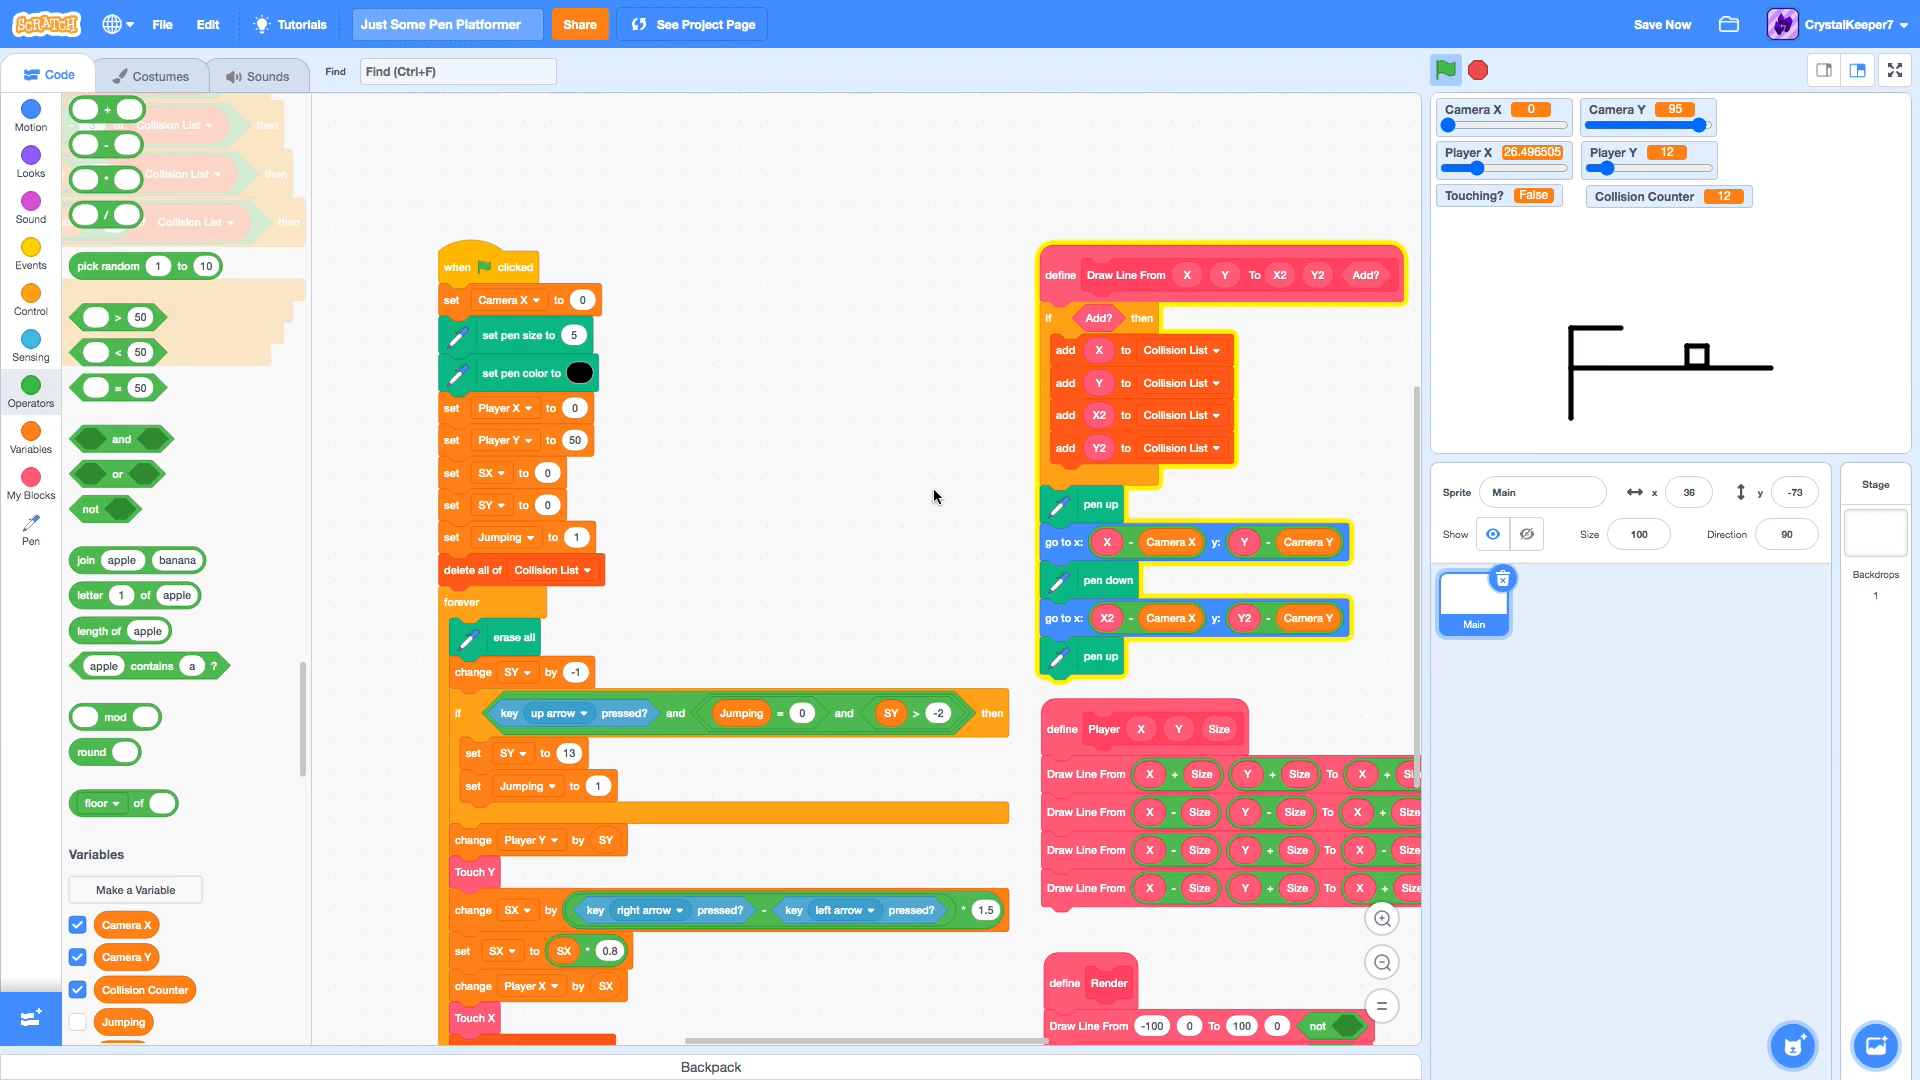 SCRATCH File Edit Tutorials Just Some Pen Platformer Share See Project Page Save Now CrystalKeeper7
Code Costumes Sounds Find Find (Ctrl+F)
Motion
Looks
Sound
Events
Control
Sensing
Operators
Variables
My Blocks
Pen
+
Collision List then
-
* Collision List then
/ Collision List then
pick random 1 to 10
> 50
< 50
= 50
and
or
not
join apple banana
letter 1 of apple
length of apple
apple contains a ?
mod
round
floor of
Variables
Make a Variable
Camera X
Camera Y
Collision Counter
Jumping
when clicked
set Camera X to 0
set pen size to 5
set pen color to
set Player X to 0
set Player Y to 50
set SX to 0
set SY to 0
set Jumping to 1
delete all of Collision List
forever
erase all
change SY by -1
if key up arrow pressed? and Jumping = 0 and SY > -2 then
set SY to 13
set Jumping to 1
change Player Y by SY
Touch Y
change SX by key right arrow pressed? - key left arrow pressed? * 1.5
set SX to SX * 0.8
change Player X by SX
Touch X
define Draw Line From X Y To X2 Y2 Add?
if Add? then
add X to Collision List
add Y to Collision List
add X2 to Collision List
add Y2 to Collision List
pen up
go to x: X - Camera X y: Y - Camera Y
pen down
go to x: X2 - Camera X y: Y2 - Camera Y
pen up
define Player X Y Size
Draw Line From X + Size Y + Size To X +
Draw Line From X - Size Y - Size To X + Size
Draw Line From X - Size Y + Size To X - Size
Draw Line From X - Size Y + Size To X + Size
define Render
Draw Line From -100 0 To 100 0 not
Backpack
Camera X 0 Camera Y 95
Player X 26.496505 Player Y 12
Touching? False Collision Counter 12
Sprite Main x 36 y -73
Show Size 100 Direction 90
Main
Stage
Backdrops
1